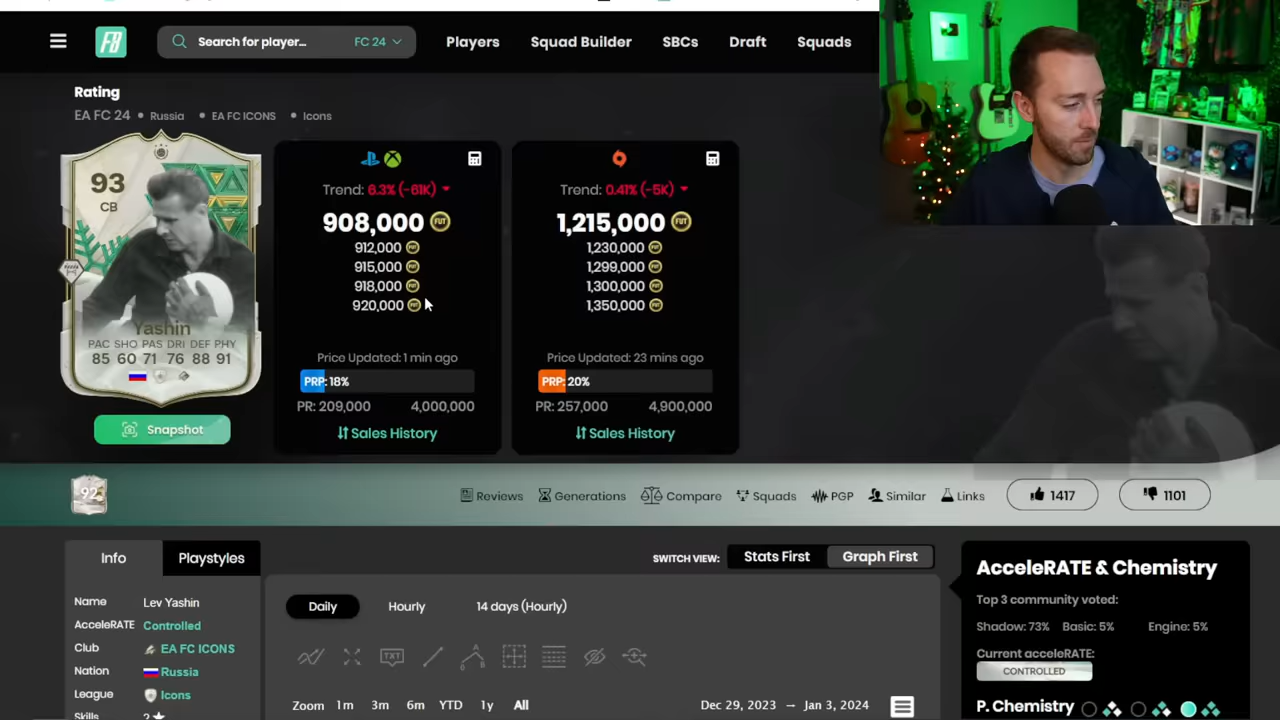 FB
Search for player...
FC 24
Players
Squad Builder
SBCs
Draft
Squads
Rating
EA FC 24 • Russia • EA FC ICONS • Icons
93
CB
Yashin
PAC SHO PAS DRI DEF PHY
85 60 71 76 88 91
Snapshot
Trend: 6.3% (-61K)
908,000 FUT
912,000
915,000
918,000
920,000
Price Updated: 1 min ago
PRP: 18%
PR: 209,000 4,000,000
Sales History
Trend: 0.41% (-5K)
1,215,000 FUT
1,230,000
1,299,000
1,300,000
1,350,000
Price Updated: 23 mins ago
PRP: 20%
PR: 257,000 4,900,000
Sales History
92
Reviews
Generations
Compare
Squads
PGP
Similar
Links
1417
1101
Info
Playstyles
Name Lev Yashin
AcceleRATE Controlled
Club EA FC ICONS
Nation Russia
League Icons
Skills 2★
SWITCH VIEW: Stats First Graph First
Daily Hourly 14 days (Hourly)
TXT
Zoom 1m 3m 6m YTD 1y All
Dec 29, 2023 → Jan 3, 2024
AcceleRATE & Chemistry
Top 3 community voted:
Shadow: 73% Basic: 5% Engine: 5%
Current acceleRATE:
CONTROLLED
P. Chemistry